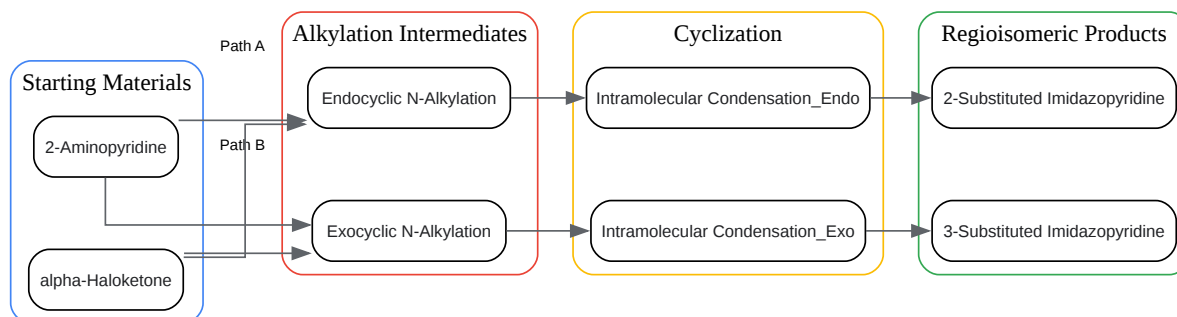 Starting Materials
2-Aminopyridine
alpha-Haloketone
Path A
Path B
Alkylation Intermediates
Endocyclic N-Alkylation
Exocyclic N-Alkylation
Cyclization
Intramolecular Condensation_Endo
Intramolecular Condensation_Exo
Regioisomeric Products
2-Substituted Imidazopyridine
3-Substituted Imidazopyridine